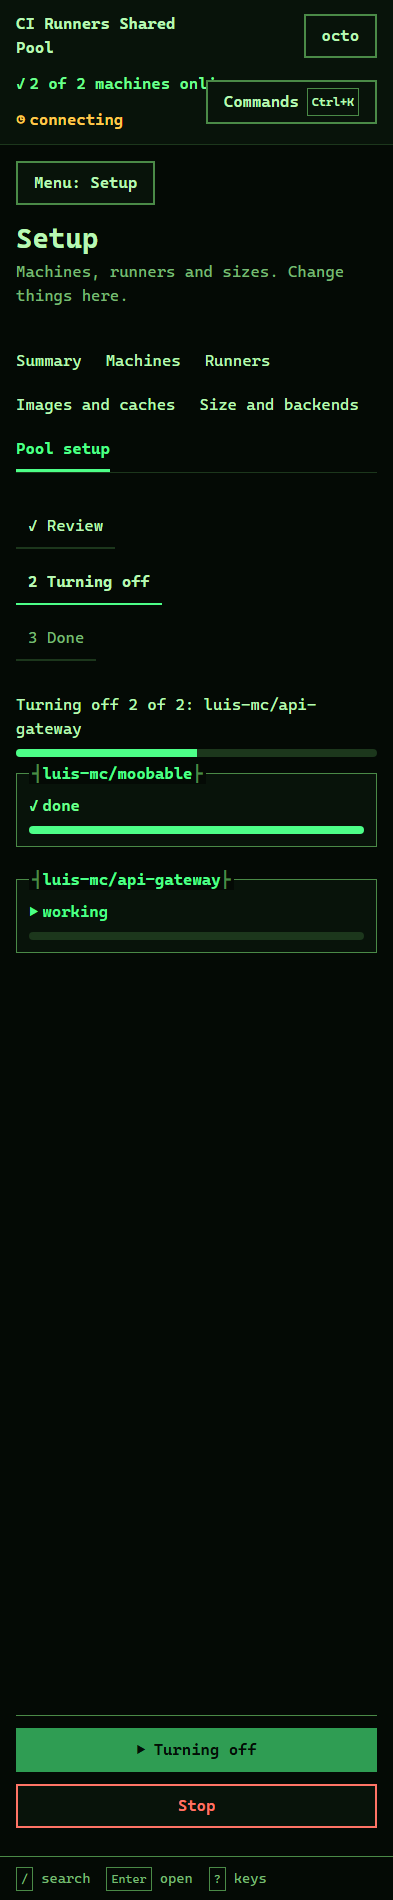 CI Runners Shared
Pool
octo
✓ 2 of 2 machines
Commands Ctrl+K
connecting
Menu: Setup
Setup
Machines, runners and sizes. Change
things here.
Summary Machines Runners
Images and caches Size and backends
Pool setup
✓ Review
2 Turning off
3 Done
Turning off 2 of 2: luis-mc/api-
gateway
luis-mc/moobable
✓ done
luis-mc/api-gateway
▶ working
▶ Turning off
Stop
/ search Enter open ? keys